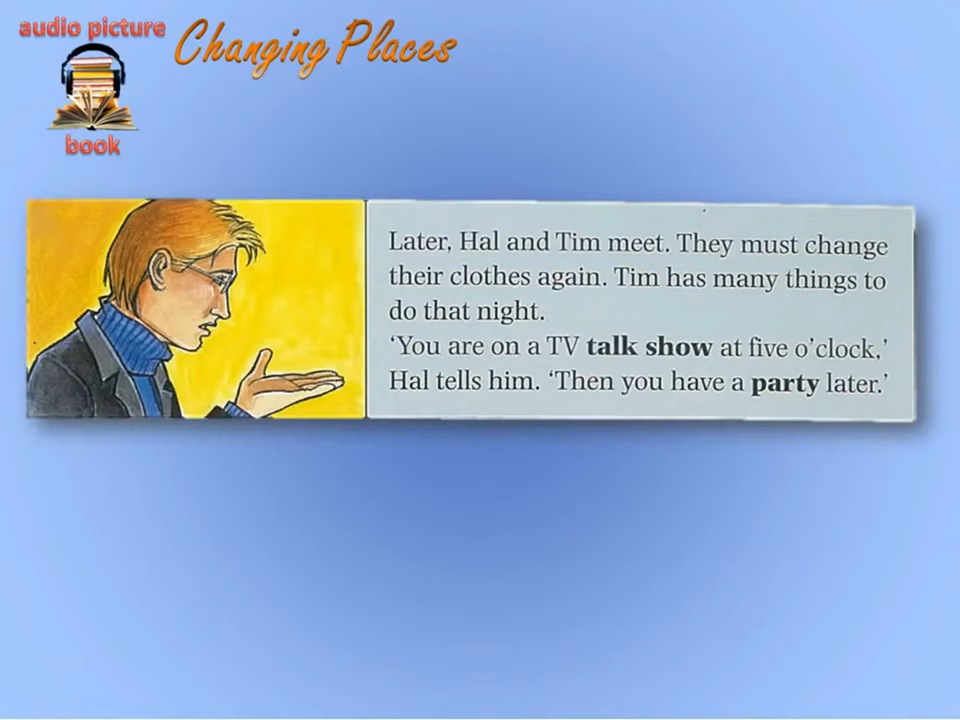 audio picture
book
Changing Places
Later, Hal and Tim meet. They must change
their clothes again. Tim has many things to
do that night.
‘You are on a TV talk show at five o’clock,’
Hal tells him. ‘Then you have a party later.’